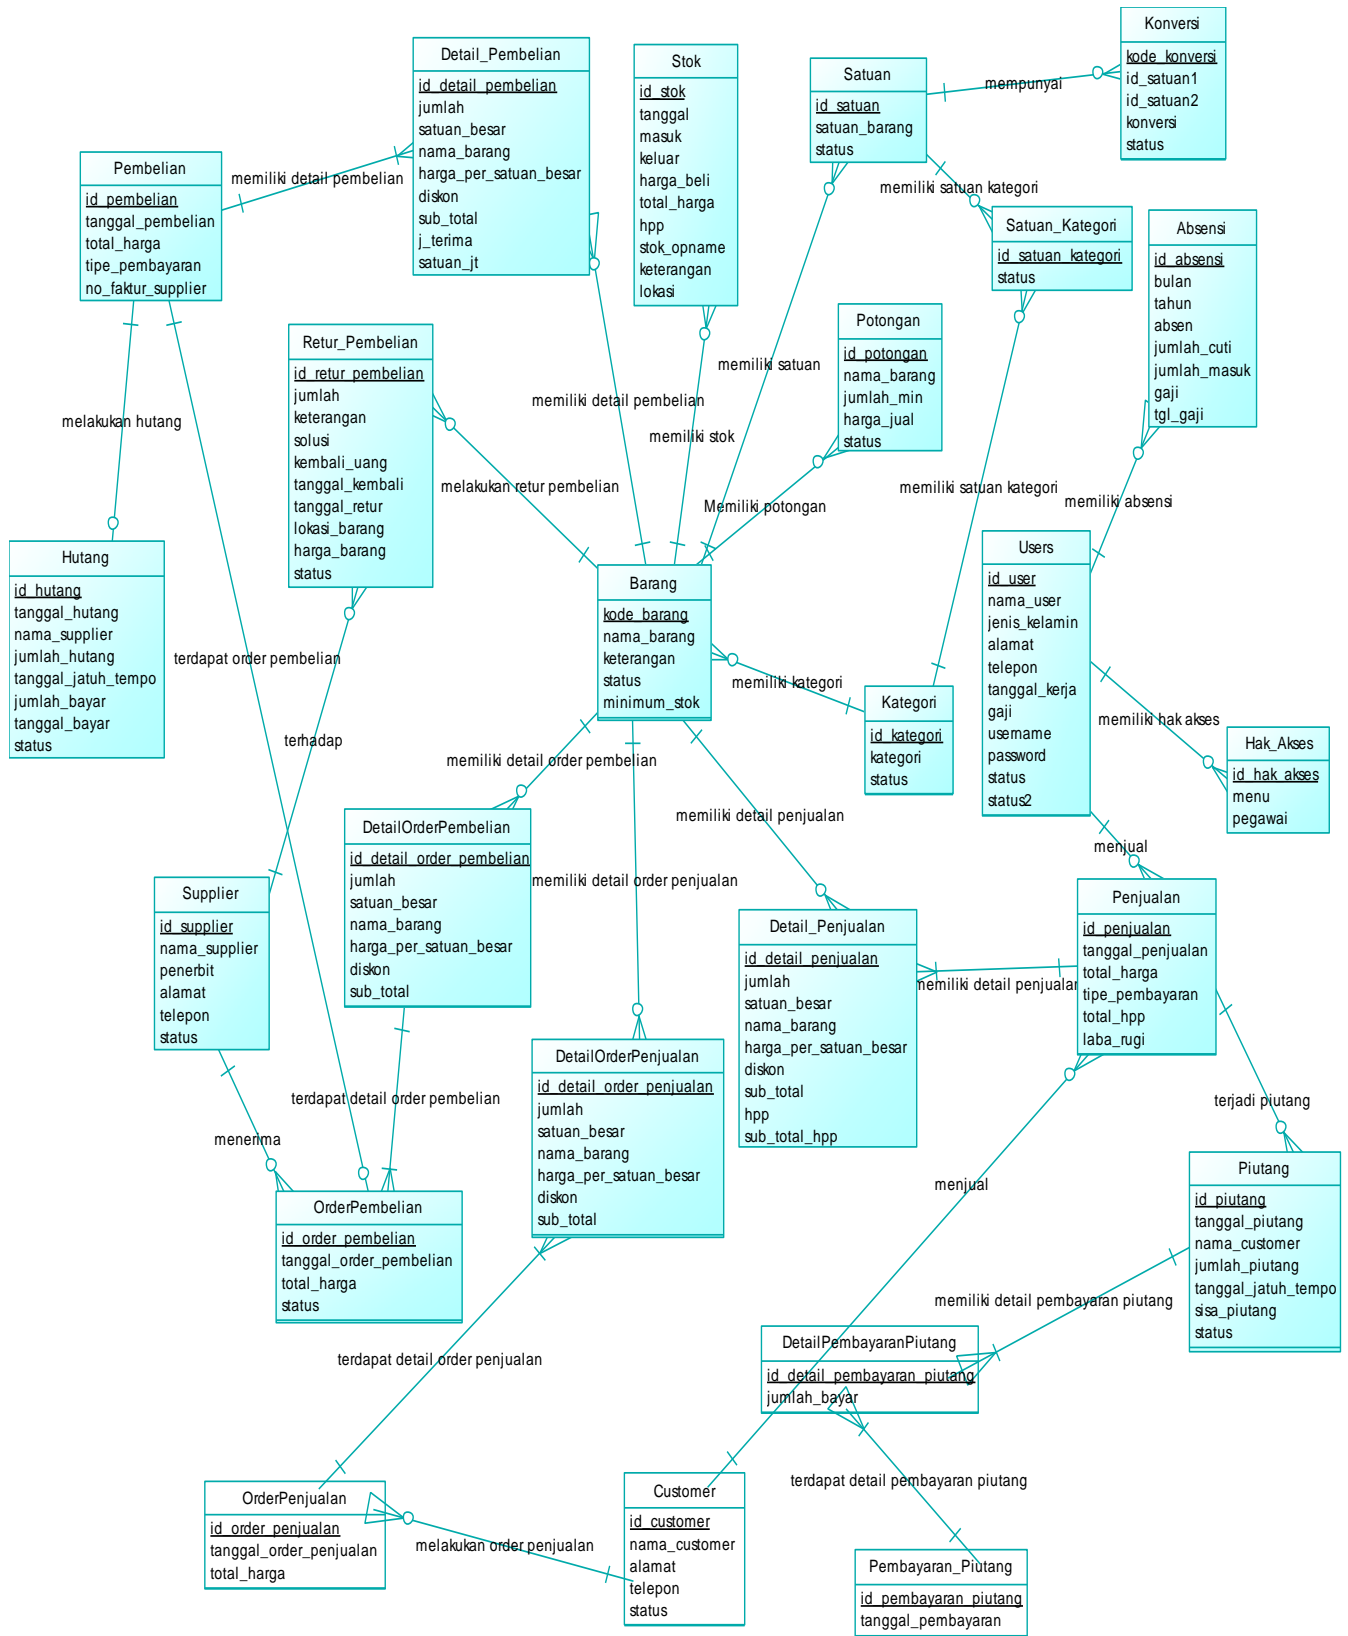 Konversi
kode_konversi
id_satuan1
id_satuan2
konversi
status
Detail_Pembelian
id_detail_pembelian
jumlah
satuan_besar
nama_barang
harga_per_satuan_besar
diskon
sub_total
j_terima
satuan_jt
Stok
id_stok
tanggal
masuk
keluar
harga_beli
total_harga
hpp
stok_opname
keterangan
lokasi
Satuan
id_satuan
satuan_barang
status
mempunyai
Pembelian
id_pembelian
tanggal_pembelian
total_harga
tipe_pembayaran
no_faktur_supplier
memiliki detail pembelian
memiliki satuan kategori
Satuan_Kategori
id_satuan_kategori
status
Absensi
id_absensi
bulan
tahun
absen
jumlah_cuti
jumlah_masuk
gaji
tgl_gaji
Retur_Pembelian
id_retur_pembelian
jumlah
keterangan
solusi
kembali_uang
tanggal_kembali
tanggal_retur
lokasi_barang
harga_barang
status
Potongan
id_potongan
nama_barang
jumlah_min
harga_jual
status
memiliki satuan
memiliki detail pembelian
melakukan hutang
memiliki stok
melakukan retur pembelian
Memiliki potongan
memiliki satuan kategori
memiliki absensi
Hutang
id_hutang
tanggal_hutang
nama_supplier
jumlah_hutang
tanggal_jatuh_tempo
jumlah_bayar
tanggal_bayar
status
Barang
kode_barang
nama_barang
keterangan
status
minimum_stok
Users
id_user
nama_user
jenis_kelamin
alamat
telepon
tanggal_kerja
gaji
username
password
status
status2
terdapat order pembelian
memiliki kategori
Kategori
id_kategori
kategori
status
memiliki hak akses
Hak_Akses
id_hak_akses
menu
pegawai
terhadap
memiliki detail order pembelian
memiliki detail penjualan
menjual
DetailOrderPembelian
id_detail_order_pembelian
jumlah
satuan_besar
nama_barang
harga_per_satuan_besar
diskon
sub_total
memiliki detail order penjualan
Supplier
id_supplier
nama_supplier
penerbit
alamat
telepon
status
Detail_Penjualan
id_detail_penjualan
jumlah
satuan_besar
nama_barang
harga_per_satuan_besar
diskon
sub_total
hpp
sub_total_hpp
memiliki detail penjualan
Penjualan
id_penjualan
tanggal_penjualan
total_harga
tipe_pembayaran
total_hpp
laba_rugi
DetailOrderPenjualan
id_detail_order_penjualan
jumlah
satuan_besar
nama_barang
harga_per_satuan_besar
diskon
sub_total
terdapat detail order pembelian
terjadi piutang
menerima
menjual
OrderPembelian
id_order_pembelian
tanggal_order_pembelian
total_harga
status
Piutang
id_piutang
tanggal_piutang
nama_customer
jumlah_piutang
tanggal_jatuh_tempo
sisa_piutang
status
memiliki detail pembayaran piutang
DetailPembayaranPiutang
id_detail_pembayaran_piutang
jumlah_bayar
terdapat detail order penjualan
terdapat detail pembayaran piutang
OrderPenjualan
id_order_penjualan
tanggal_order_penjualan
total_harga
melakukan order penjualan
Customer
id_customer
nama_customer
alamat
telepon
status
Pembayaran_Piutang
id_pembayaran_piutang
tanggal_pembayaran